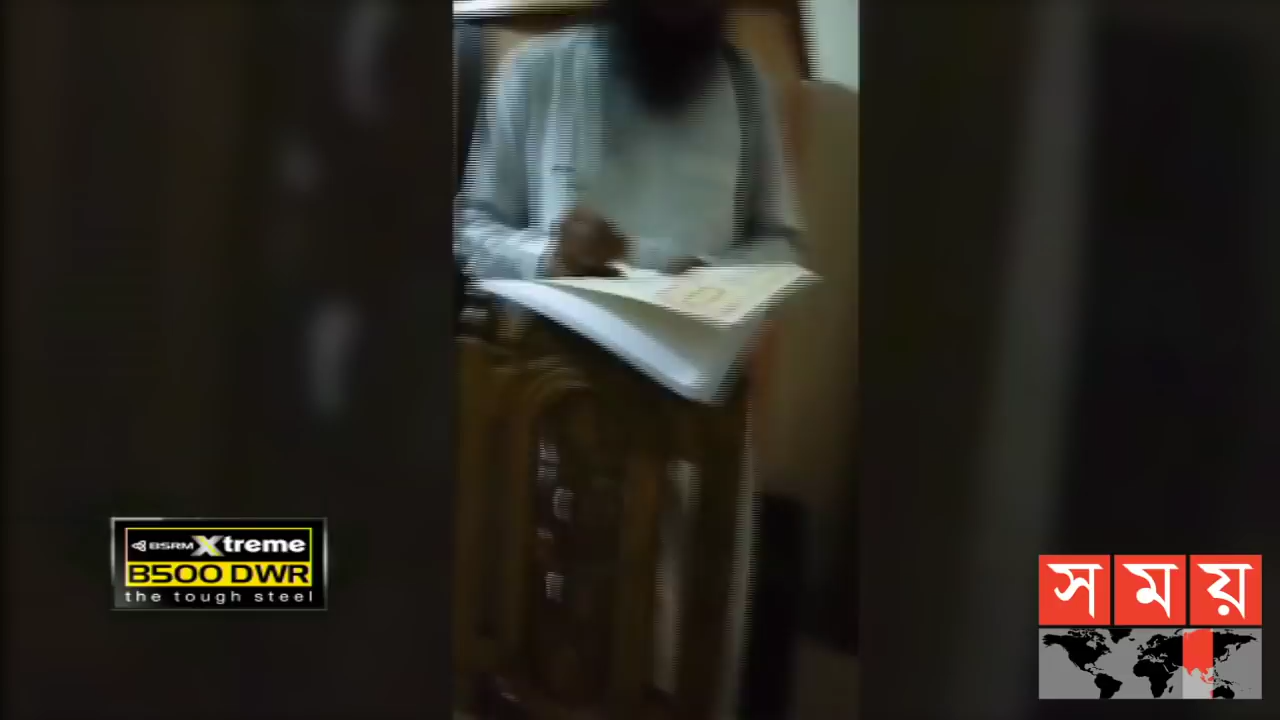 BSRM Xtreme
B500 DWR
the tough steel
সময়